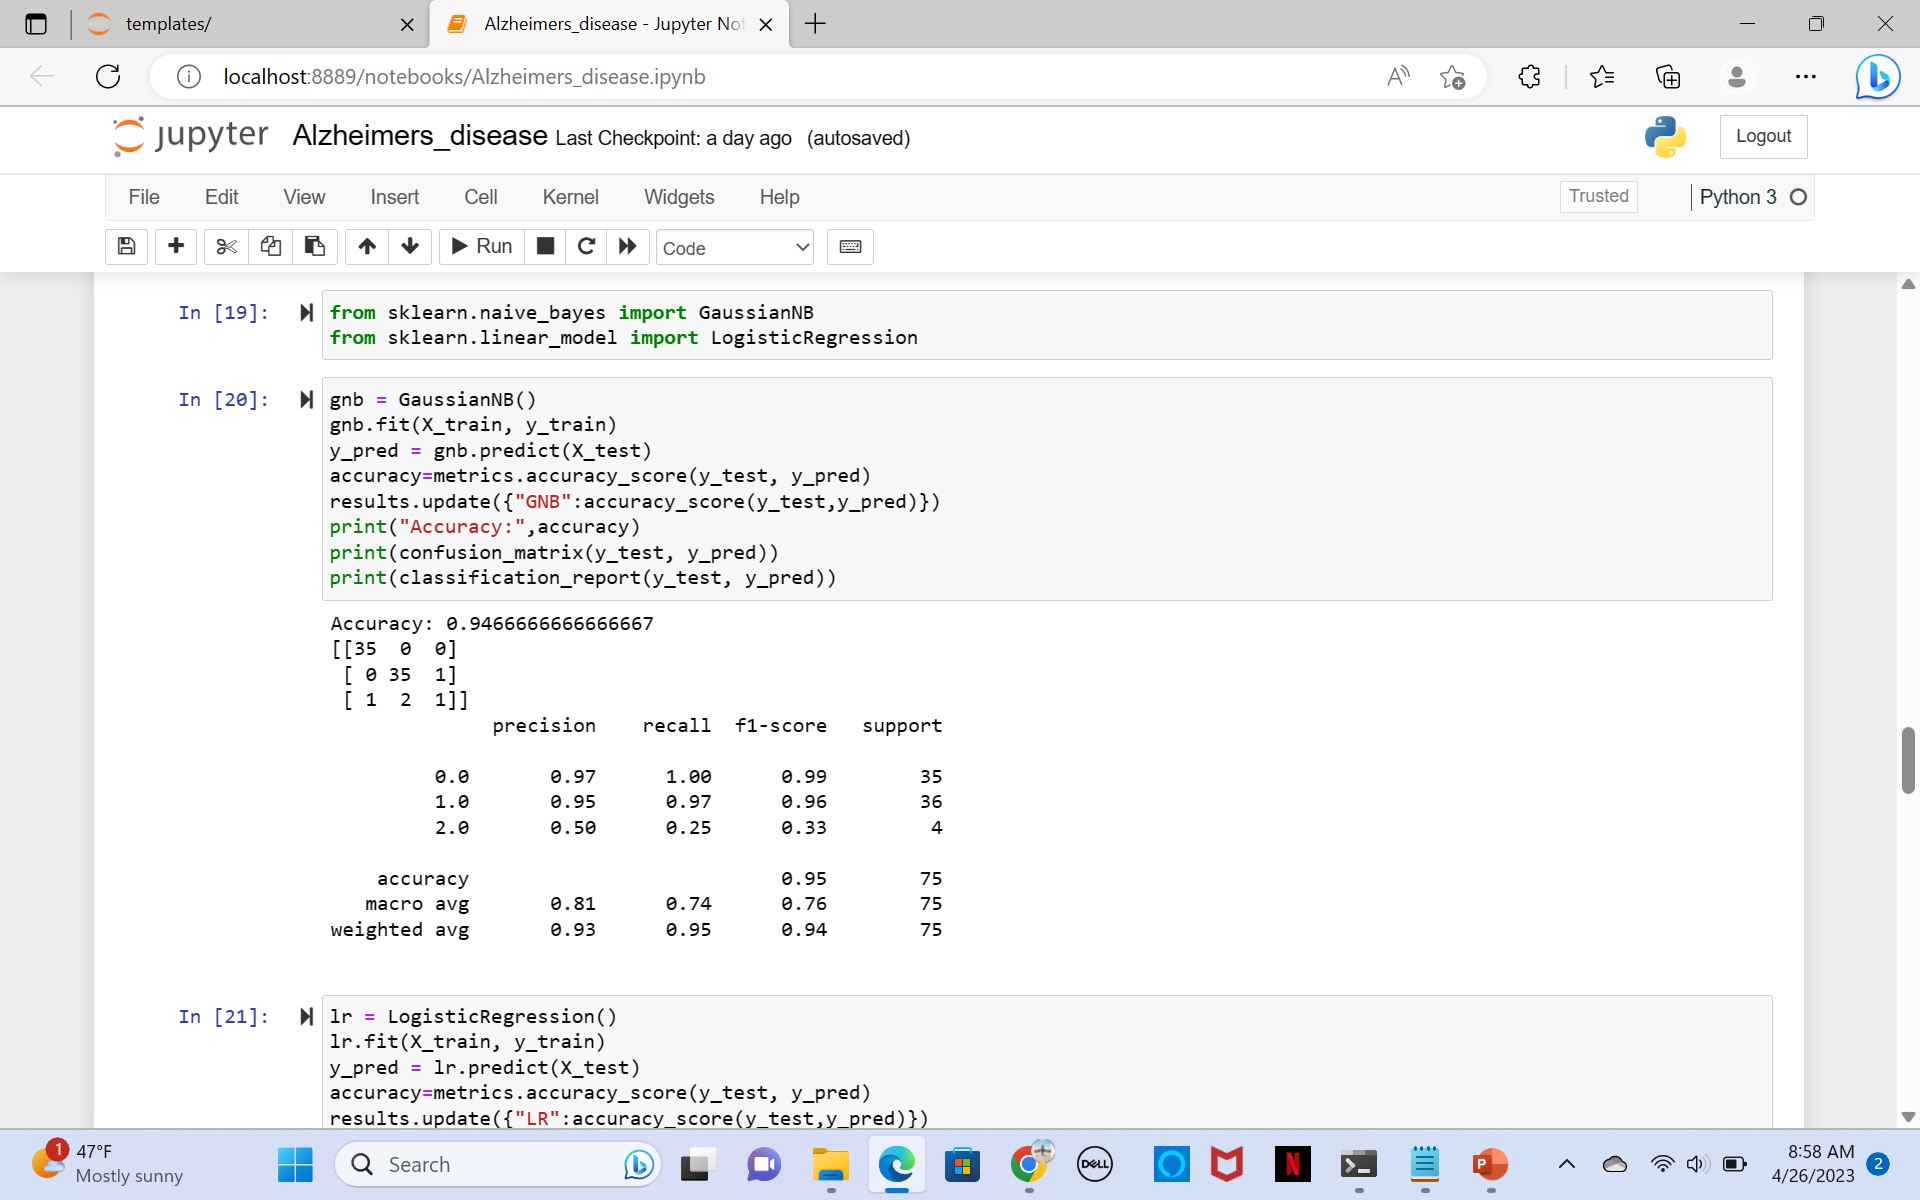 templates/
Alzheimers_disease - Jupyter Not
localhost:8889/notebooks/Alzheimers_disease.ipynb
jupyter Alzheimers_disease Last Checkpoint: a day ago (autosaved)
Logout
File Edit View Insert Cell Kernel Widgets Help
Trusted
Python 3
Run
Code
In [19]:
from sklearn.naive_bayes import GaussianNB
from sklearn.linear_model import LogisticRegression
In [20]:
gnb = GaussianNB()
gnb.fit(X_train, y_train)
y_pred = gnb.predict(X_test)
accuracy=metrics.accuracy_score(y_test, y_pred)
results.update({"GNB":accuracy_score(y_test,y_pred)})
print("Accuracy:",accuracy)
print(confusion_matrix(y_test, y_pred))
print(classification_report(y_test, y_pred))
Accuracy: 0.9466666666666667
[[35  0  0]
 [ 0 35  1]
 [ 1  2  1]]
              precision    recall  f1-score   support
         0.0       0.97      1.00      0.99        35
         1.0       0.95      0.97      0.96        36
         2.0       0.50      0.25      0.33         4
    accuracy                           0.95        75
   macro avg       0.81      0.74      0.76        75
weighted avg       0.93      0.95      0.94        75
In [21]:
lr = LogisticRegression()
lr.fit(X_train, y_train)
y_pred = lr.predict(X_test)
accuracy=metrics.accuracy_score(y_test, y_pred)
results.update({"LR":accuracy_score(y_test,y_pred)})
1
47°F
Mostly sunny
Search
DELL
N
P
8:58 AM
4/26/2023
2